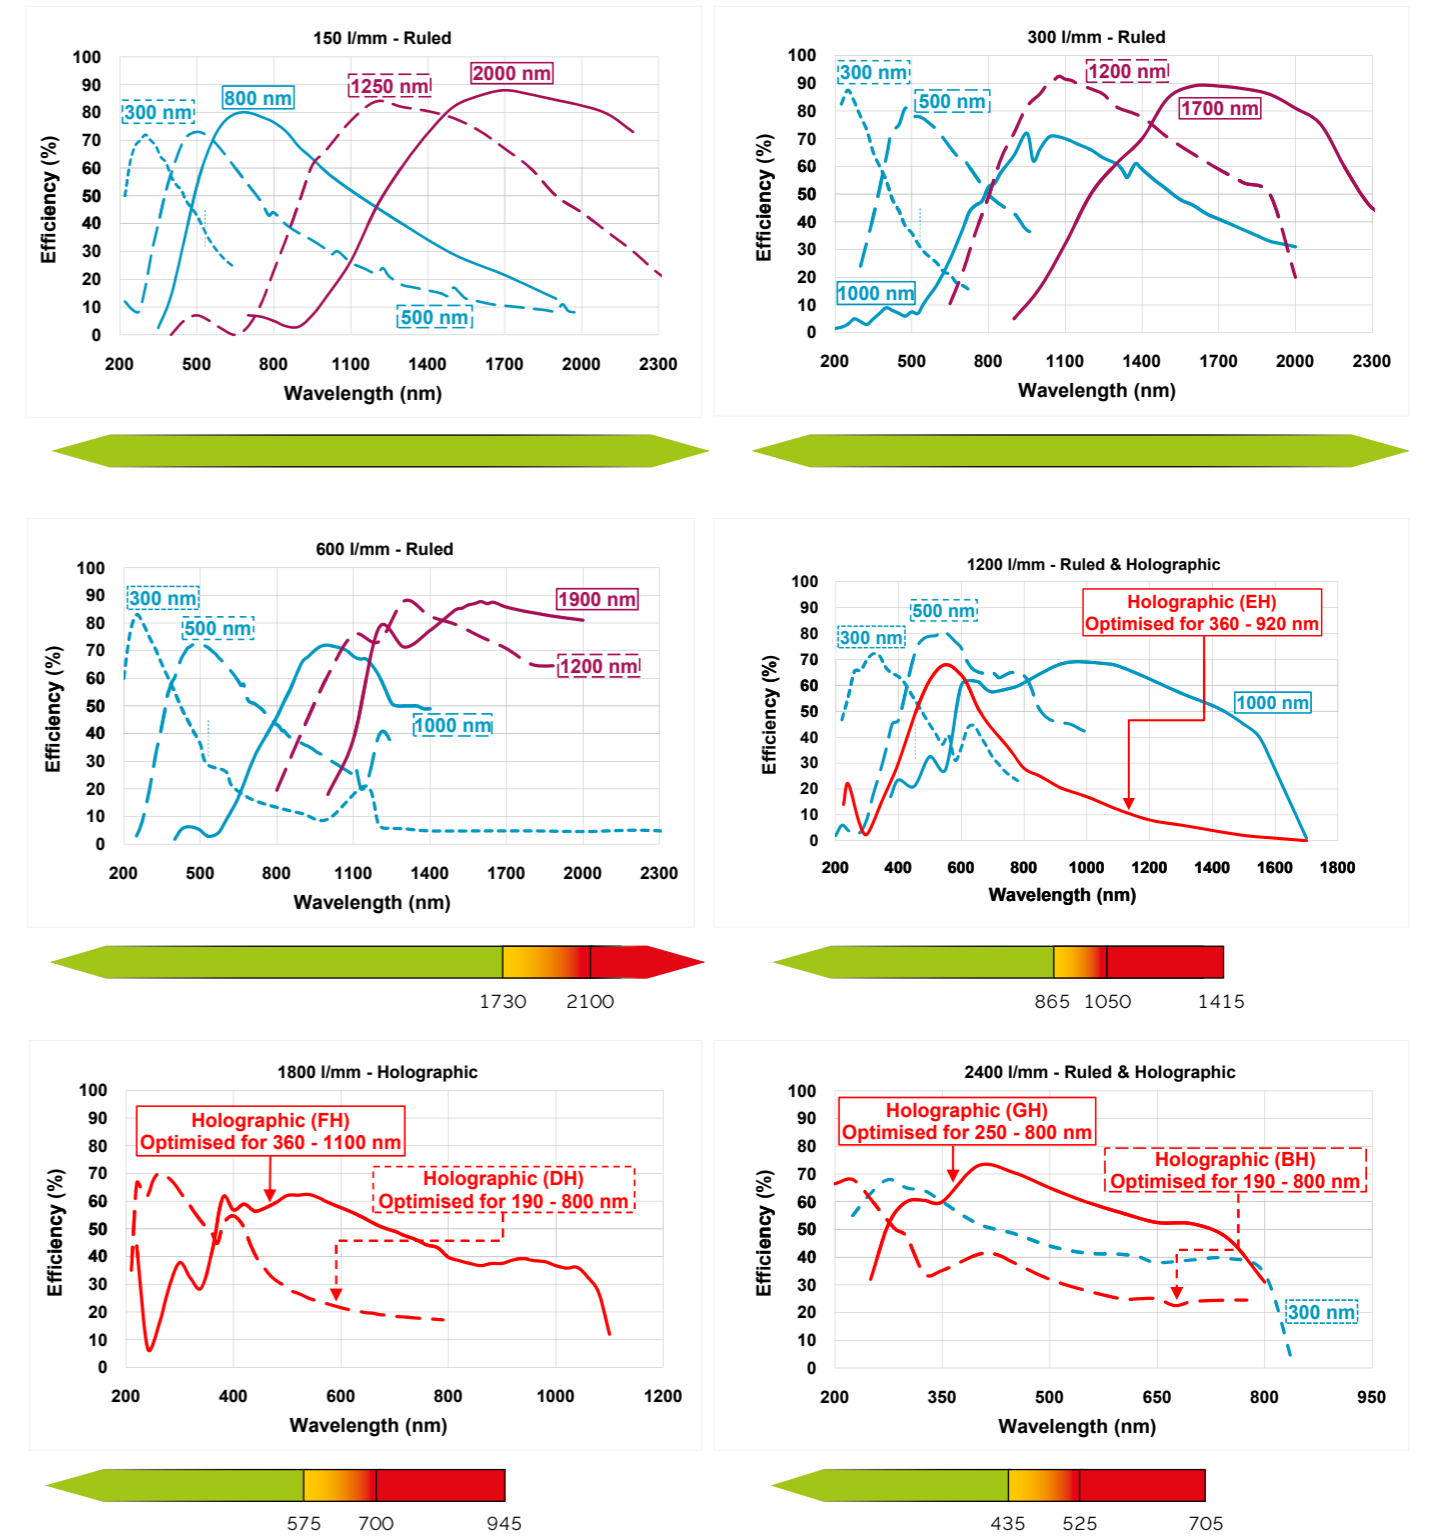 150 l/mm - Ruled
100
90
80
70
60
50
40
30
20
10
0
Efficiency (%)
300 nm
800 nm
1250 nm
2000 nm
500 nm
200 500 800 1100 1400 1700 2000 2300
Wavelength (nm)
300 l/mm - Ruled
100
90
80
70
60
50
40
30
20
10
0
Efficiency (%)
300 nm
500 nm
1200 nm
1700 nm
1000 nm
200 500 800 1100 1400 1700 2000 2300
Wavelength (nm)
600 l/mm - Ruled
100
90
80
70
60
50
40
30
20
10
0
Efficiency (%)
300 nm
500 nm
1900 nm
1200 nm
1000 nm
200 500 800 1100 1400 1700 2000 2300
Wavelength (nm)
1730 2100
1200 l/mm - Ruled & Holographic
100
90
80
70
60
50
40
30
20
10
0
Efficiency (%)
Holographic (EH)
Optimised for 360 - 920 nm
500 nm
300 nm
1000 nm
200 400 600 800 1000 1200 1400 1600 1800
Wavelength (nm)
865 1050 1415
1800 l/mm - Holographic
100
90
80
70
60
50
40
30
20
10
0
Efficiency (%)
Holographic (FH)
Optimised for 360 - 1100 nm
Holographic (DH)
Optimised for 190 - 800 nm
200 400 600 800 1000 1200
Wavelength (nm)
575 700 945
2400 l/mm - Ruled & Holographic
100
90
80
70
60
50
40
30
20
10
0
Efficiency (%)
Holographic (GH)
Optimised for 250 - 800 nm
Holographic (BH)
Optimised for 190 - 800 nm
300 nm
200 350 500 650 800 950
Wavelength (nm)
435 525 705